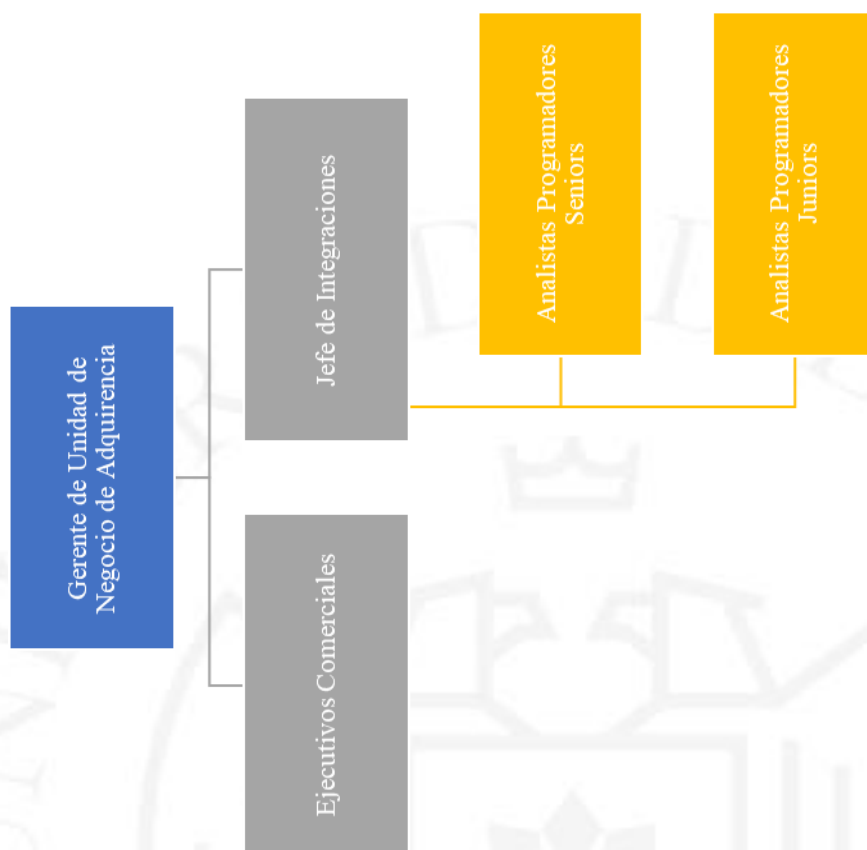 Gerente de Unidad de
Negocio de Adquirencia
Ejecutivos Comerciales
Jefe de Integraciones
Analistas Programadores
Seniors
Analistas Programadores
Juniors